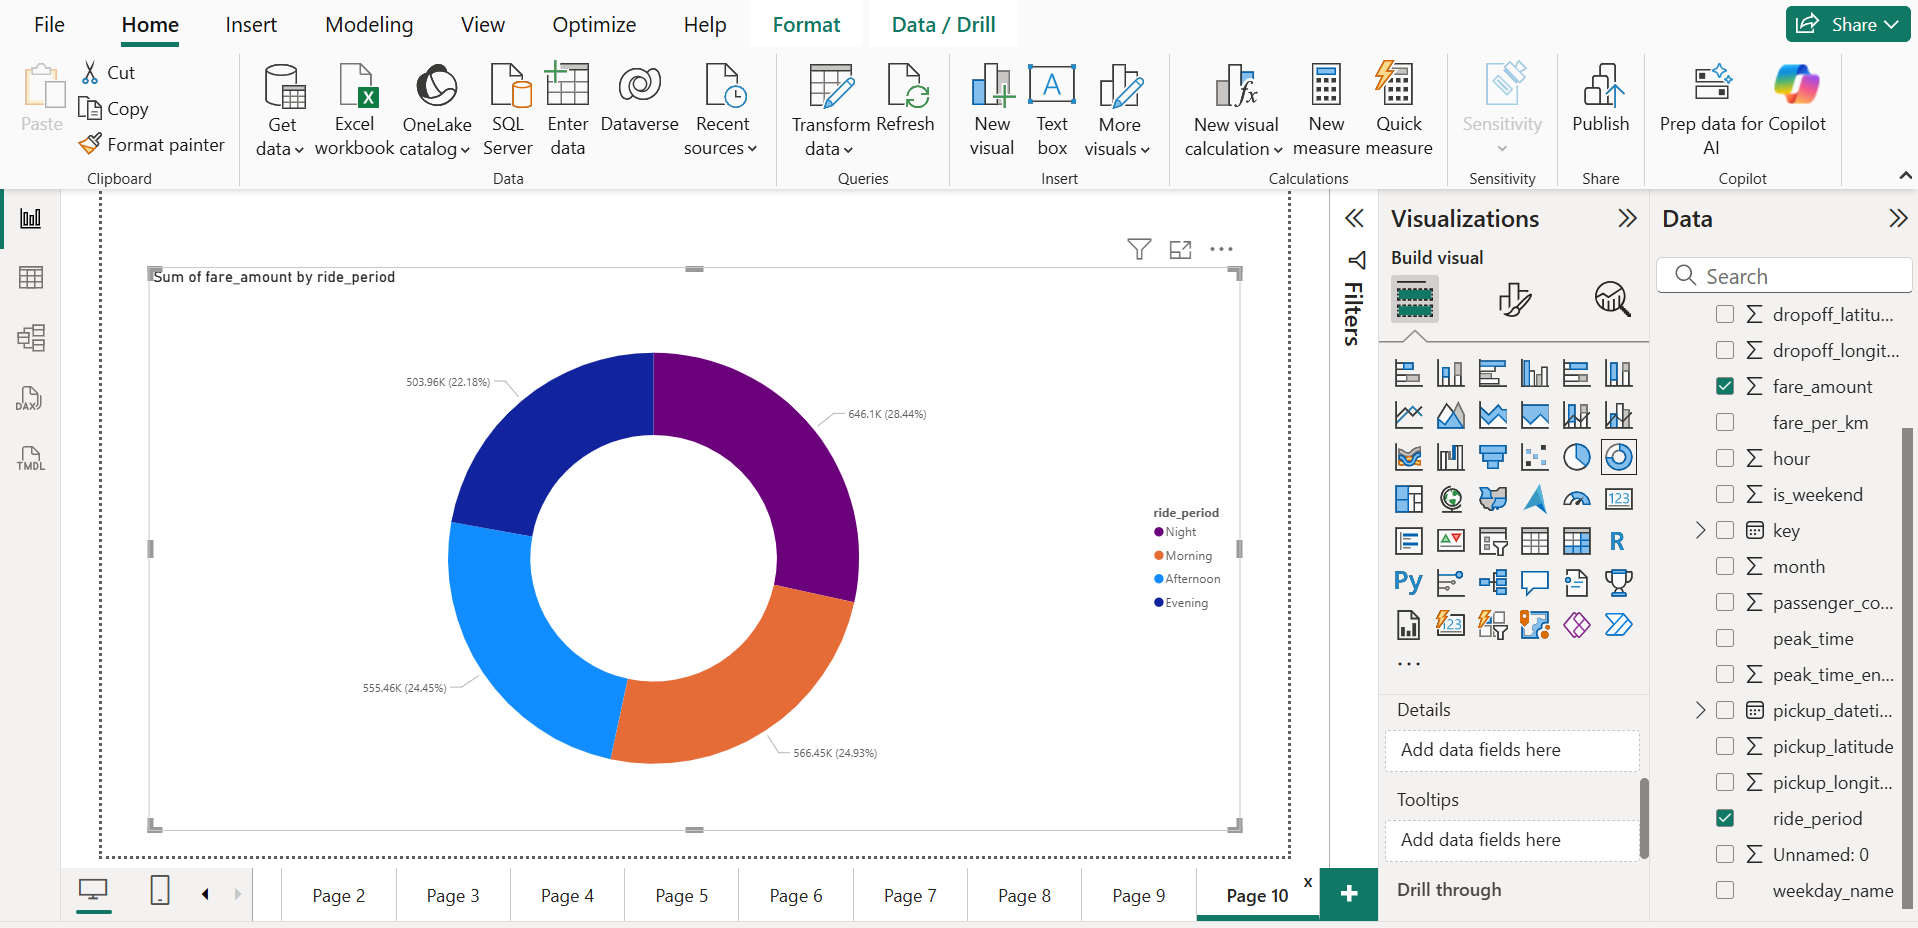 File
Home
Insert
Modeling
View
Optimize
Help
Format
Data / Drill
Share
Paste
Cut
Copy
Format painter
Clipboard
Get
data
Excel
workbook
OneLake
catalog
SQL
Server
Enter
data
Dataverse
Recent
sources
Data
Transform
data
Refresh
Queries
New
visual
Text
box
More
visuals
Insert
New visual
calculation
New
measure
Quick
measure
Calculations
Sensitivity
Sensitivity
Publish
Share
Prep data for
AI
Copilot
Copilot
DAX
TMDL
Sum of fare_amount by ride_period
503.96K (22.18%)
646.1K (28.44%)
555.46K (24.45%)
566.45K (24.93%)
ride_period
Night
Morning
Afternoon
Evening
Filters
Visualizations
Build visual
123
R
Py
123
Details
Add data fields here
Tooltips
Add data fields here
Drill through
Data
Search
dropoff_latitu...
dropoff_longit...
fare_amount
fare_per_km
hour
is_weekend
key
month
passenger_co...
peak_time
peak_time_en...
pickup_dateti...
pickup_latitude
pickup_longit...
ride_period
Unnamed: 0
weekday_name
Page 2
Page 3
Page 4
Page 5
Page 6
Page 7
Page 8
Page 9
Page 10
x
+